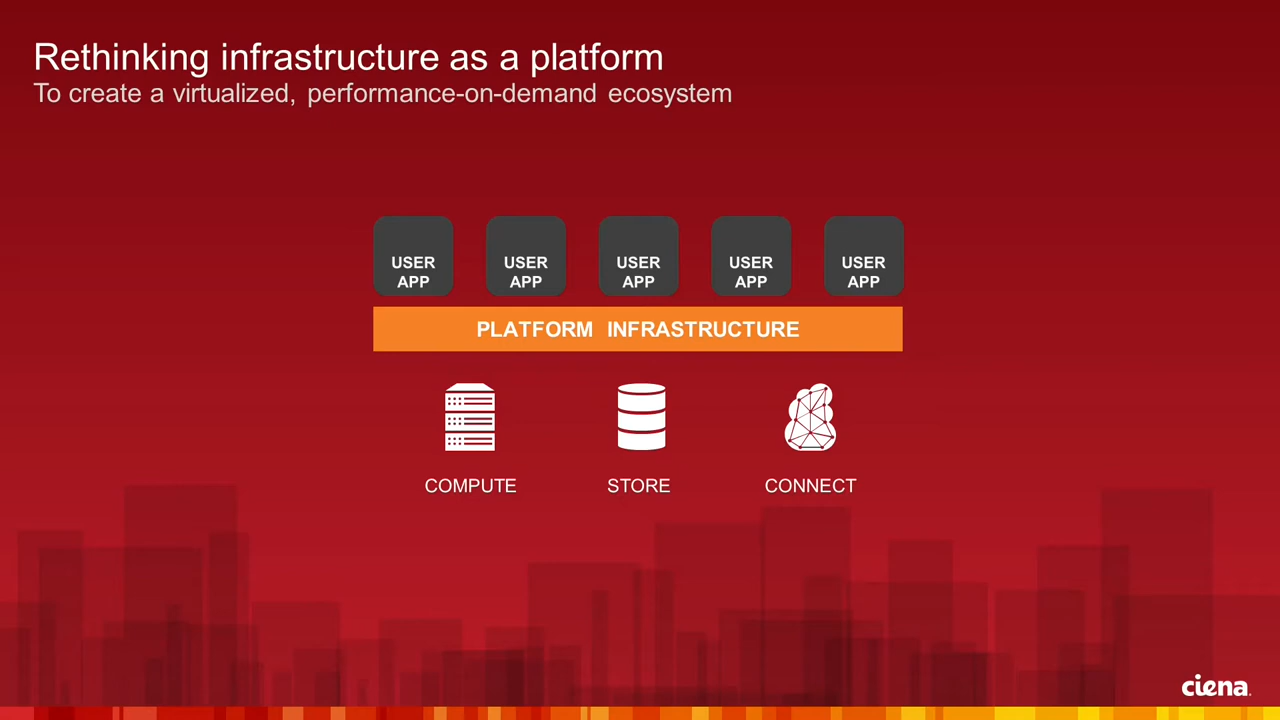 Rethinking infrastructure as a platform
To create a virtualized, performance-on-demand ecosystem
USER APP
USER APP
USER APP
USER APP
USER APP
PLATFORM INFRASTRUCTURE
COMPUTE
STORE
CONNECT
ciena